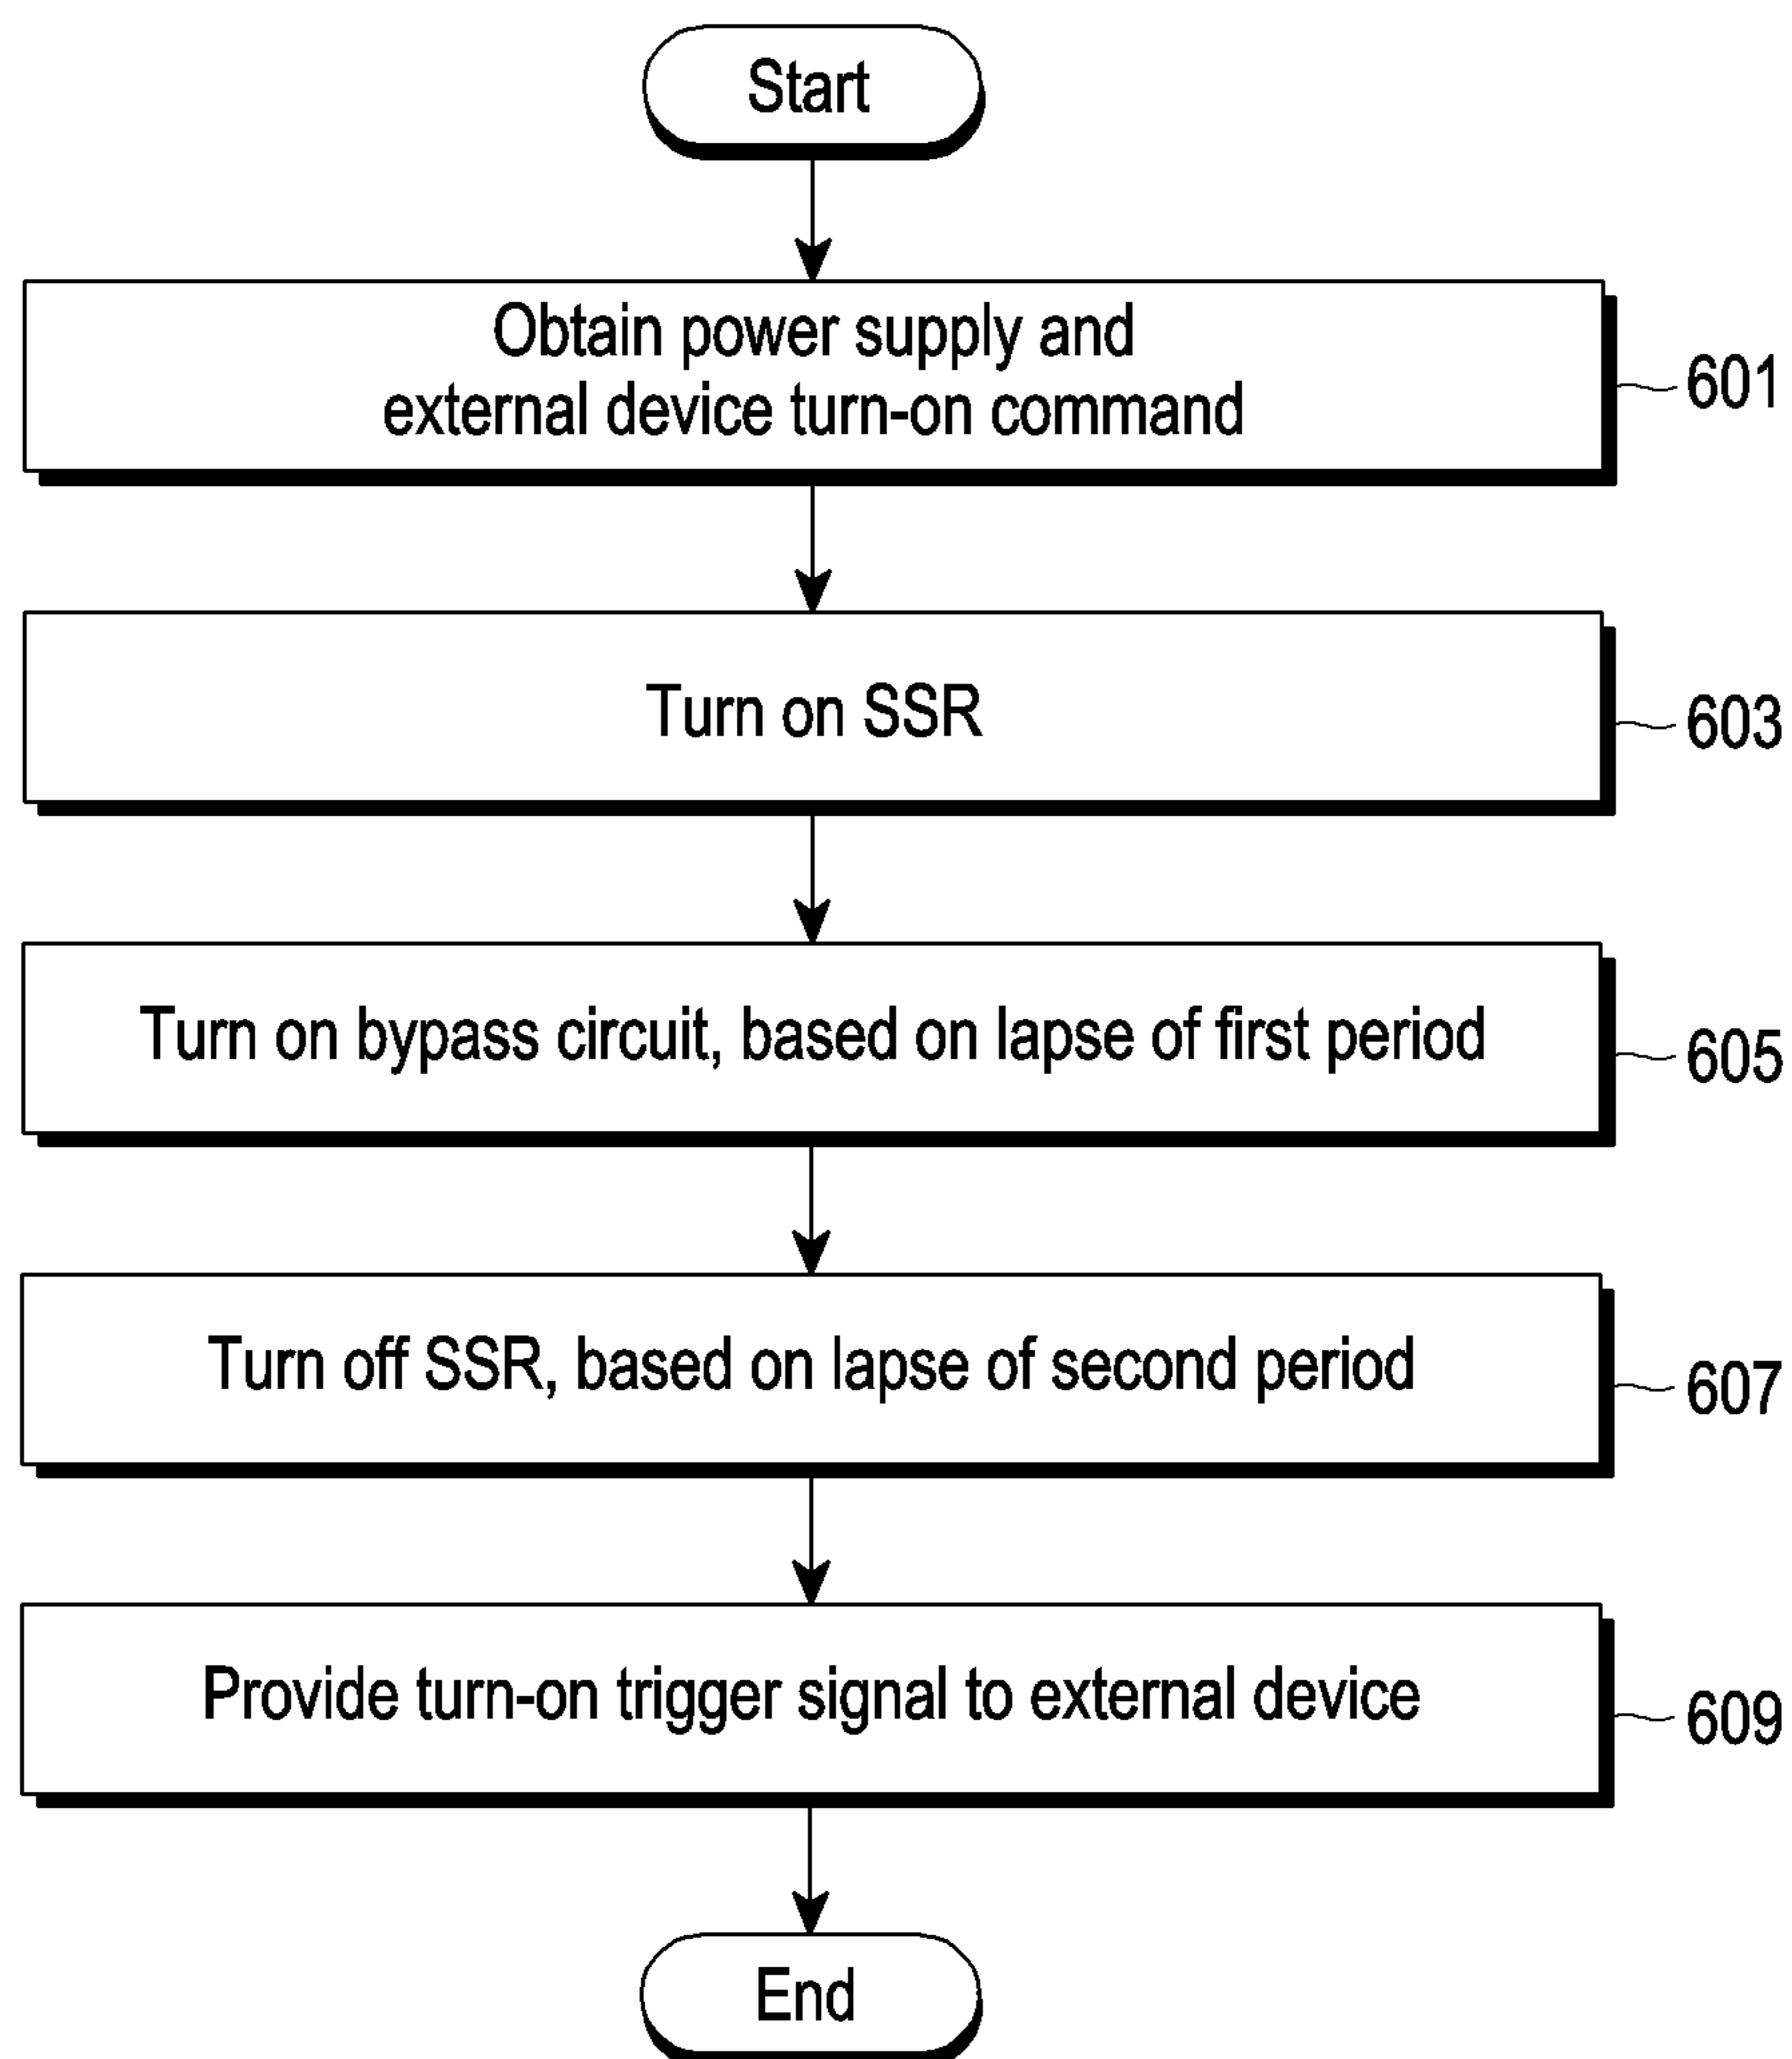 Start
Obtain power supply and
external device turn-on command
601
Turn on SSR
603
Turn on bypass circuit, based on lapse of first period
605
Turn off SSR, based on lapse of second period
607
Provide turn-on trigger signal to external device
609
End